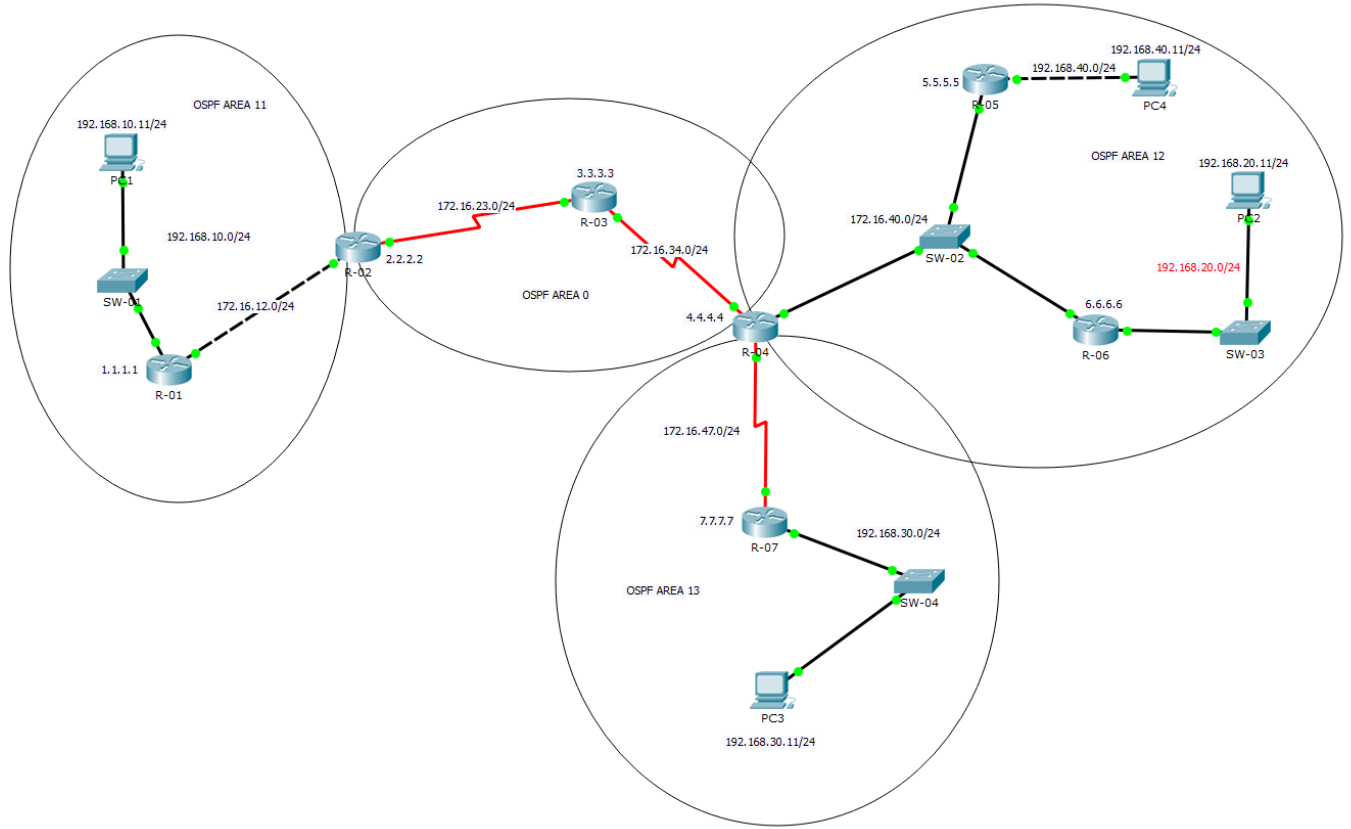 OSPF AREA 11
192.168.10.11/24
PC1
192.168.10.0/24
SW-01
172.16.12.0/24
1.1.1.1
R-01
R-02
2.2.2.2
172.16.23.0/24
3.3.3.3
R-03
172.16.34.0/24
OSPF AREA 0
4.4.4.4
R-04
192.168.40.11/24
192.168.40.0/24
5.5.5.5
R-05
PC4
OSPF AREA 12
192.168.20.11/24
PC2
172.16.40.0/24
SW-02
192.168.20.0/24
6.6.6.6
R-06
SW-03
172.16.47.0/24
7.7.7.7
R-07
192.168.30.0/24
OSPF AREA 13
SW-04
PC3
192.168.30.11/24